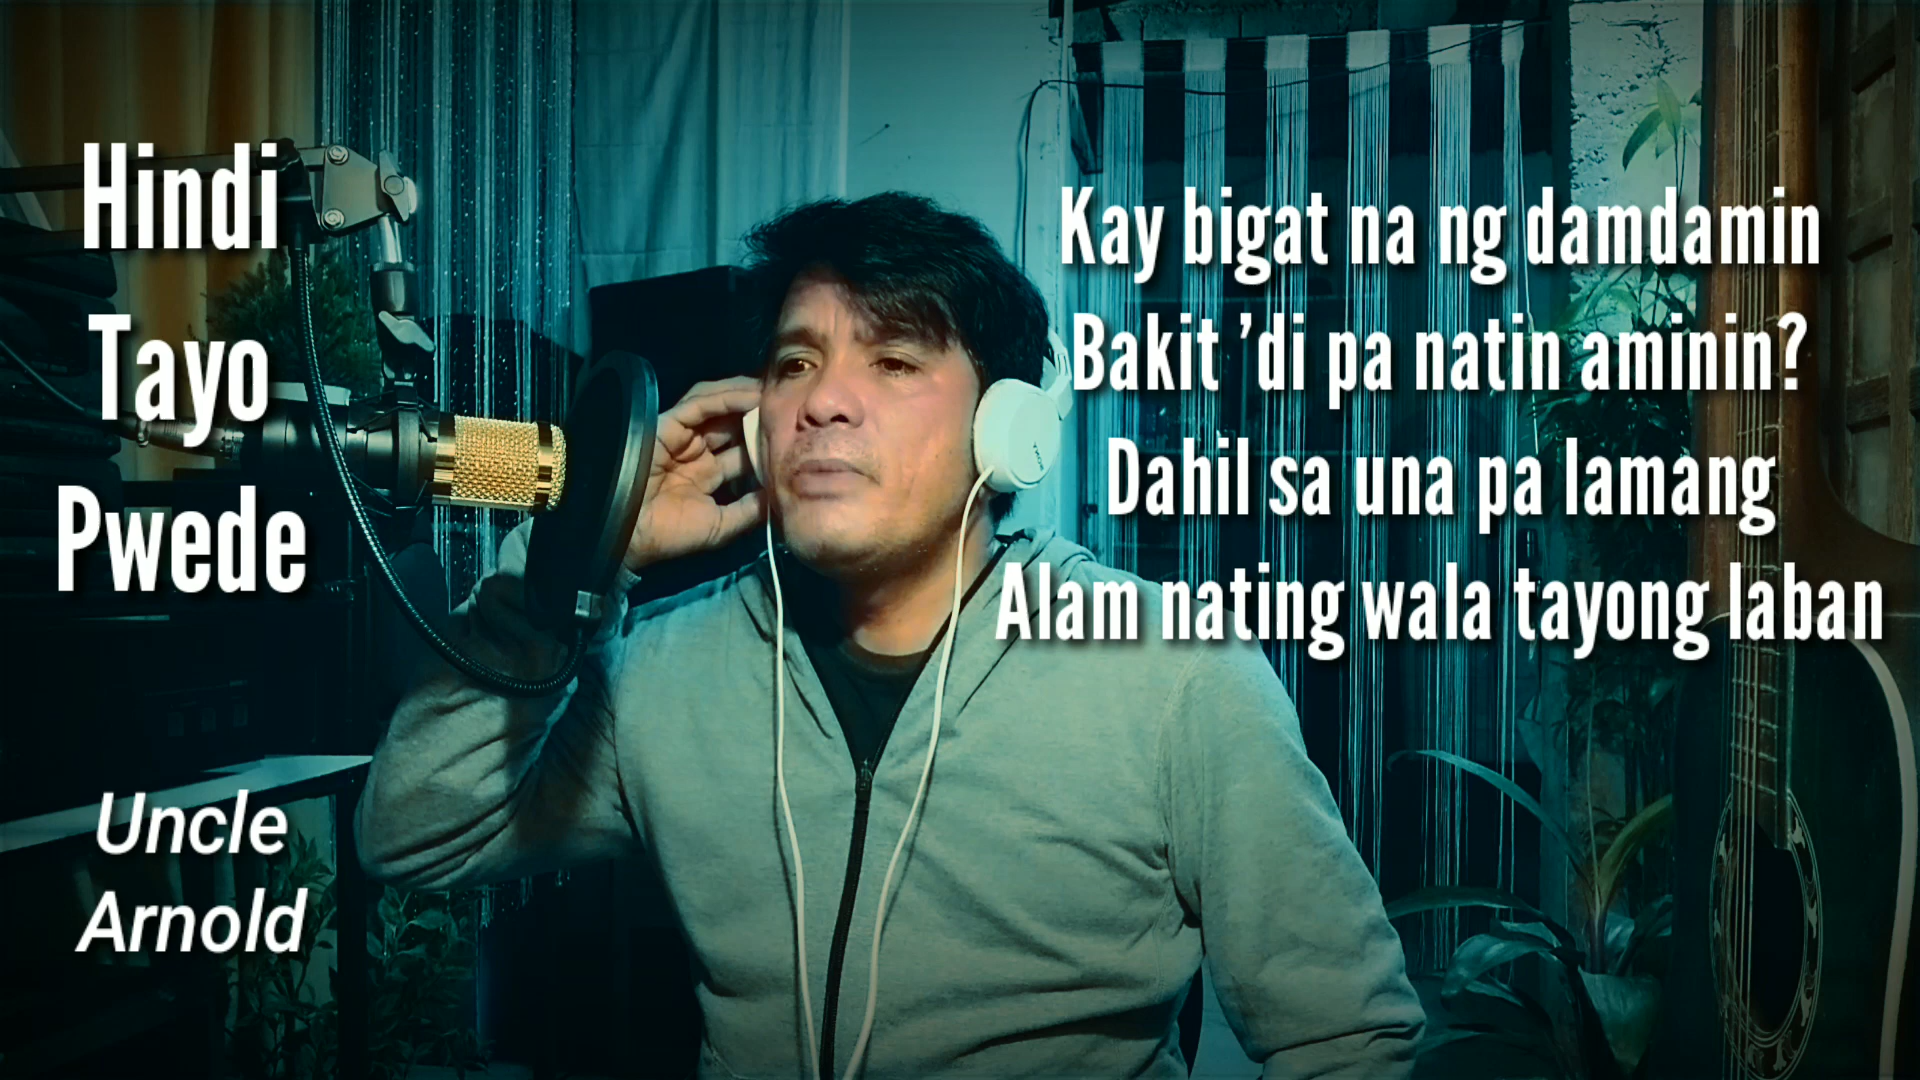 Hindi
Tayo
Pwede
Uncle
Arnold
Kay bigat na ng damdamin
Bakit 'di pa natin aminin?
Dahil sa una pa lamang
Alam nating wala tayong laban